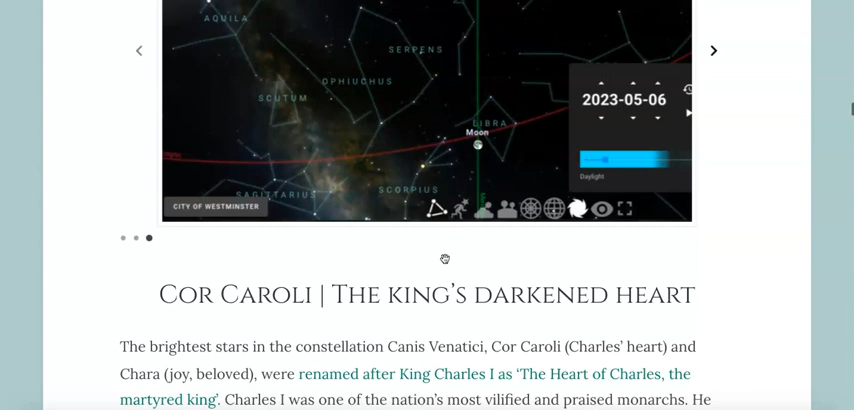 AQUILA
SERPENS
OPHIUCHUS
SCUTUM
2023-05-06
LIBRA
Moon
Daylight
SCORPIUS
SAGITTARIUS
CITY OF WESTMINSTER
COR CAROLI | THE KING'S DARKENED HEART
The brightest stars in the constellation Canis Venatici, Cor Caroli (Charles' heart) and
Chara (joy, beloved), were renamed after King Charles I as 'The Heart of Charles, the
martyred king'. Charles I was one of the nation's most vilified and praised monarchs. He